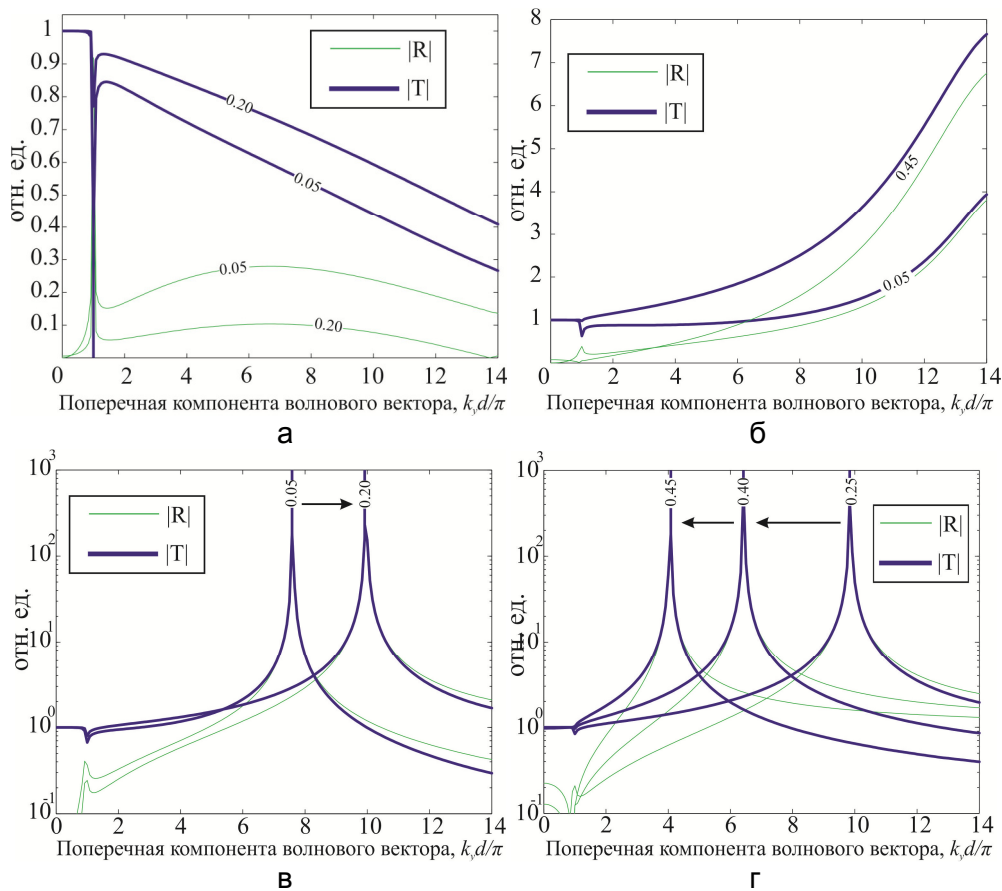 1
0.9
0.8
0.7
0.6
0.5
0.4
0.3
0.2
0.1
отн. ед.
|R|
|T|
0.20
0.05
0.05
0.20
0 2 4 6 8 10 12 14
Поперечная компонента волнового вектора, k_y d/π
а
8
7
6
5
4
3
2
1
отн. ед.
|R|
|T|
0.45
0.05
0 2 4 6 8 10 12 14
Поперечная компонента волнового вектора, k_y d/π
б
10^3
10^2
10^1
10^0
10^-1
отн. ед.
|R|
|T|
0.05
0.20
0 2 4 6 8 10 12 14
Поперечная компонента волнового вектора, k_y d/π
в
10^3
10^2
10^1
10^0
10^-1
отн. ед.
0.45
0.40
0.25
|R|
|T|
0 2 4 6 8 10 12 14
Поперечная компонента волнового вектора, k_y d/π
г